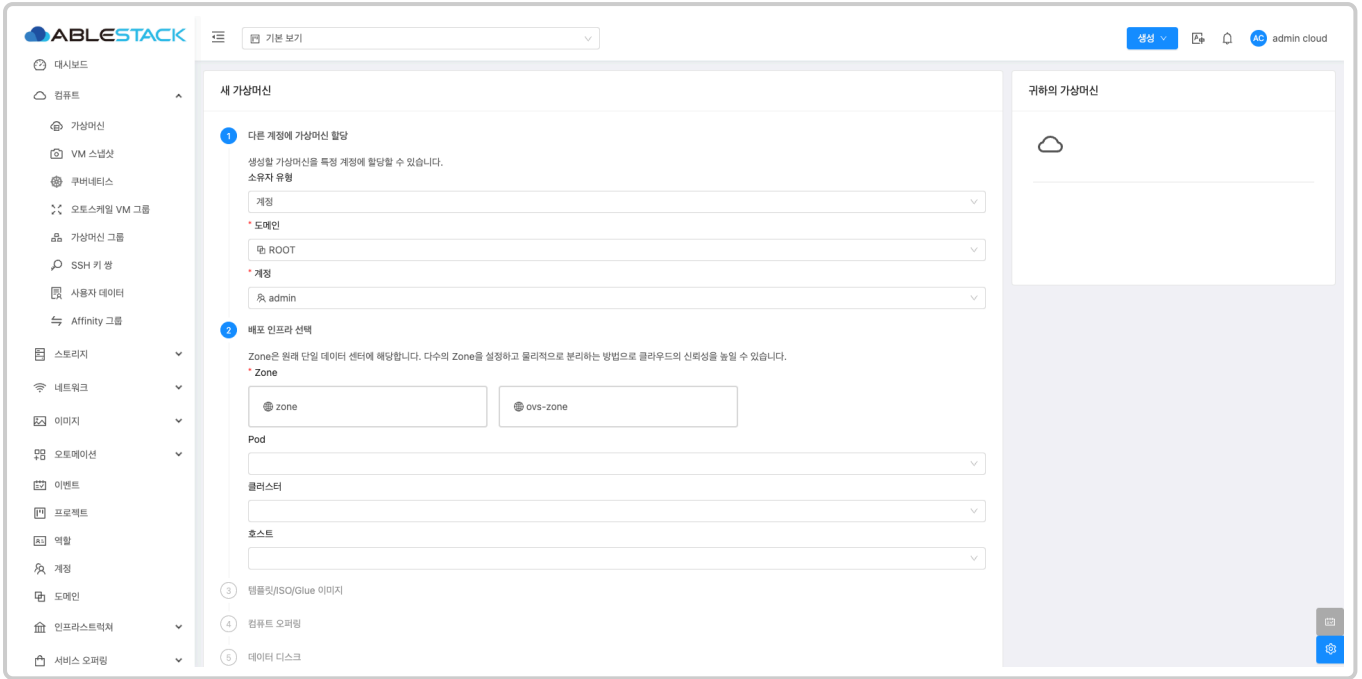 ABLESTACK
기본 보기
생성
AC
admin cloud
대시보드
컴퓨트
가상머신
VM 스냅샷
쿠버네티스
오토스케일 VM 그룹
가상머신 그룹
SSH 키 쌍
사용자 데이터
Affinity 그룹
스토리지
네트워크
이미지
오토메이션
이벤트
프로젝트
역할
계정
도메인
인프라스트럭쳐
서비스 오퍼링
새 가상머신
1 다른 계정에 가상머신 할당
생성할 가상머신을 특정 계정에 할당할 수 있습니다.
소유자 유형
계정
* 도메인
ROOT
* 계정
admin
2 배포 인프라 선택
Zone은 원래 단일 데이터 센터에 해당합니다. 다수의 Zone을 설정하고 물리적으로 분리하는 방법으로 클라우드의 신뢰성을 높일 수 있습니다.
* Zone
zone
ovs-zone
Pod
클러스터
호스트
3 템플릿/ISO/Glue 이미지
4 컴퓨트 오퍼링
5 데이터 디스크
귀하의 가상머신